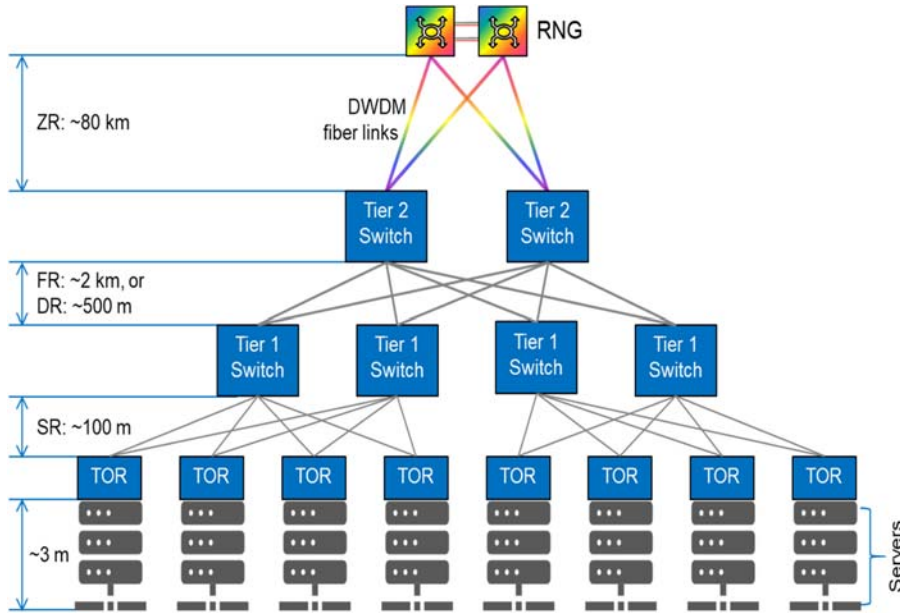 RNG
DWDM
fiber links
ZR: ~80 km
Tier 2
Switch
Tier 2
Switch
FR: ~2 km, or
DR: ~500 m
Tier 1
Switch
Tier 1
Switch
Tier 1
Switch
Tier 1
Switch
SR: ~100 m
TOR
TOR
TOR
TOR
TOR
TOR
TOR
TOR
~3 m
Servers